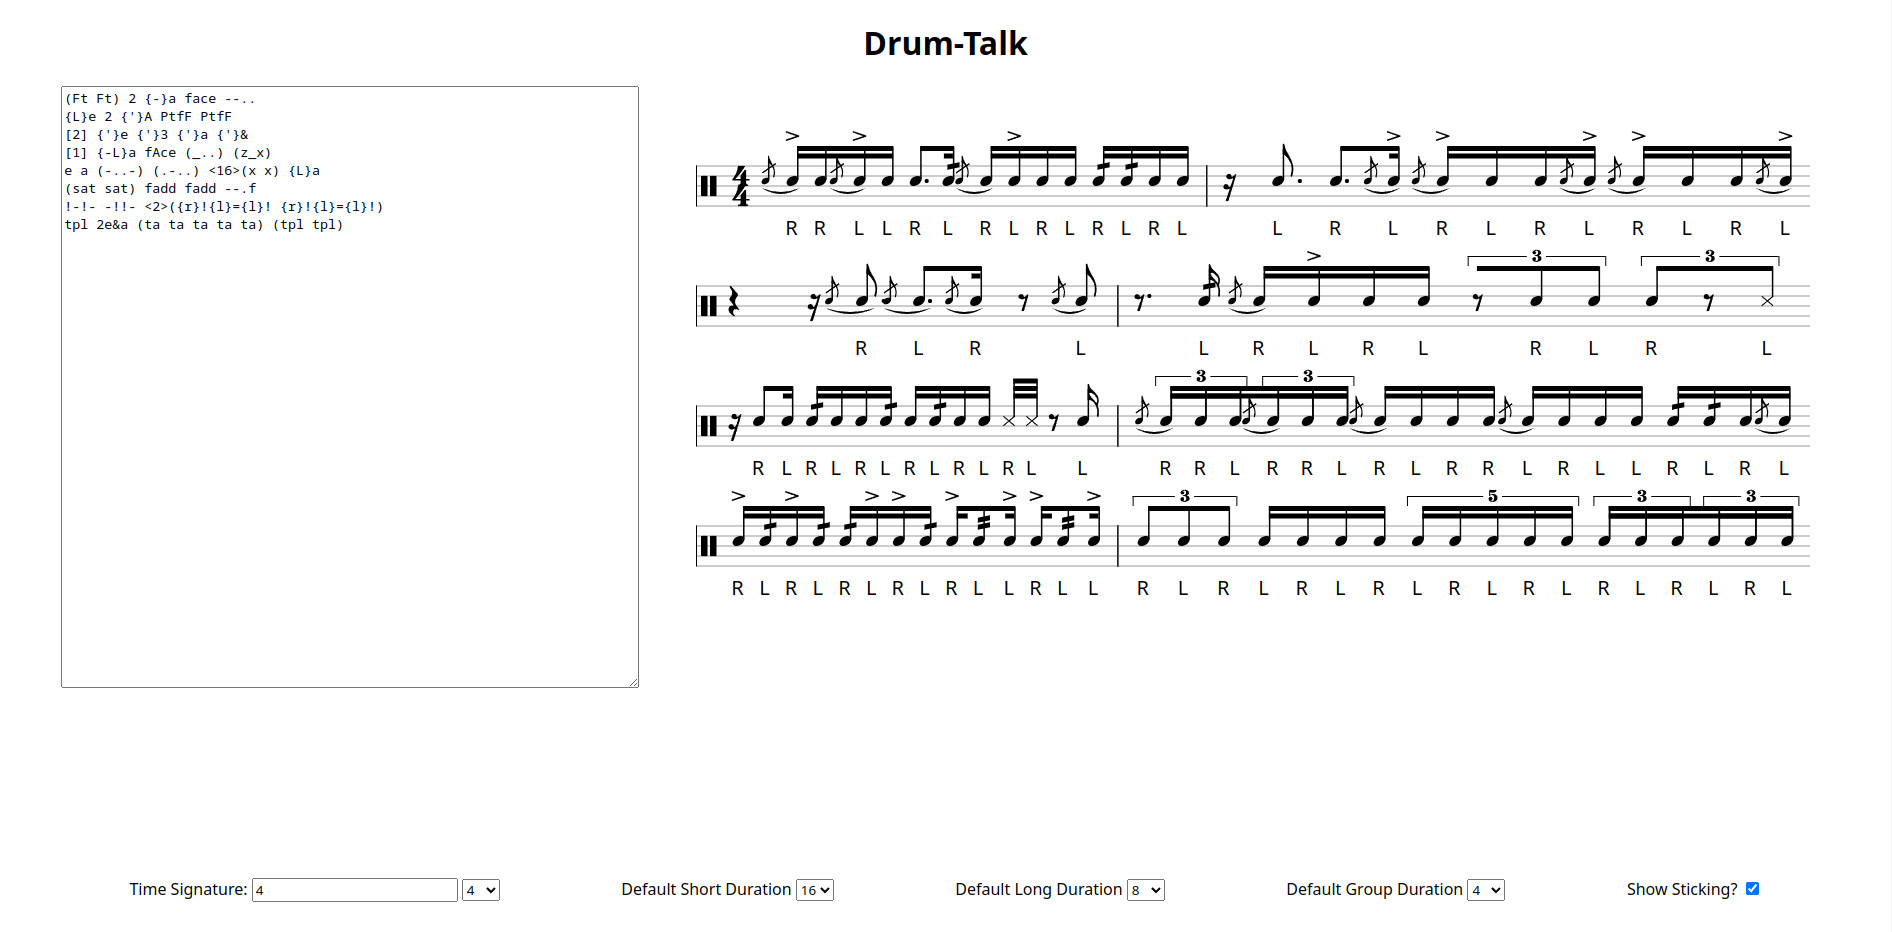 Drum-Talk
(Ft Ft) 2 {-}a face --..
{L}e 2 {'}A PtfF PtfF
[2] {'}e {'}3 {'}a {'}&
[1] {-L}a fAce (_..) (z_x)
e a (-..-) (.-..) <16>(x x) {L}a
(sat sat) fadd fadd --.f
!-!- -!!- <2>({r}!{l}={l}! {r}!{l}={l}!)
tpl 2e&a (ta ta ta ta ta) (tpl tpl)
4
4
R R L L R L R L R L R L R L L R L R L R L R L R L
3 3
R L R L L R L R L R L R L
3 3
R L R L R L R L R L R L L R R L R R L R L R R L R L L R L R L
R L R L R L R L R L L R L L
3 5 3 3
R L R L R L R L R L R L R L R L R L
Time Signature: 4 4 Default Short Duration 16 Default Long Duration 8 Default Group Duration 4 Show Sticking?